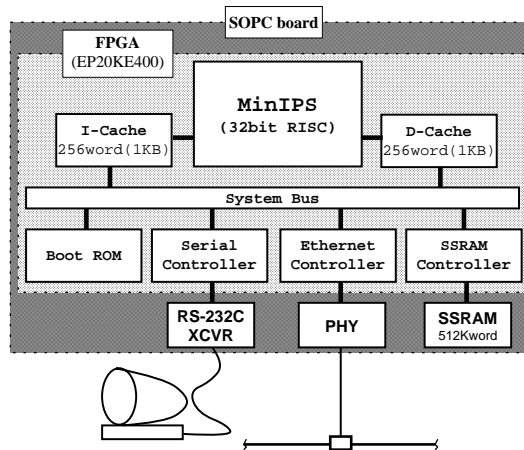 SOPC board
FPGA
(EP20KE400)
MinIPS
(32bit RISC)
I-Cache
256word(1KB)
D-Cache
256word(1KB)
System Bus
Boot ROM
Serial
Controller
Ethernet
Controller
SSRAM
Controller
RS-232C
XCVR
PHY
SSRAM
512Kword